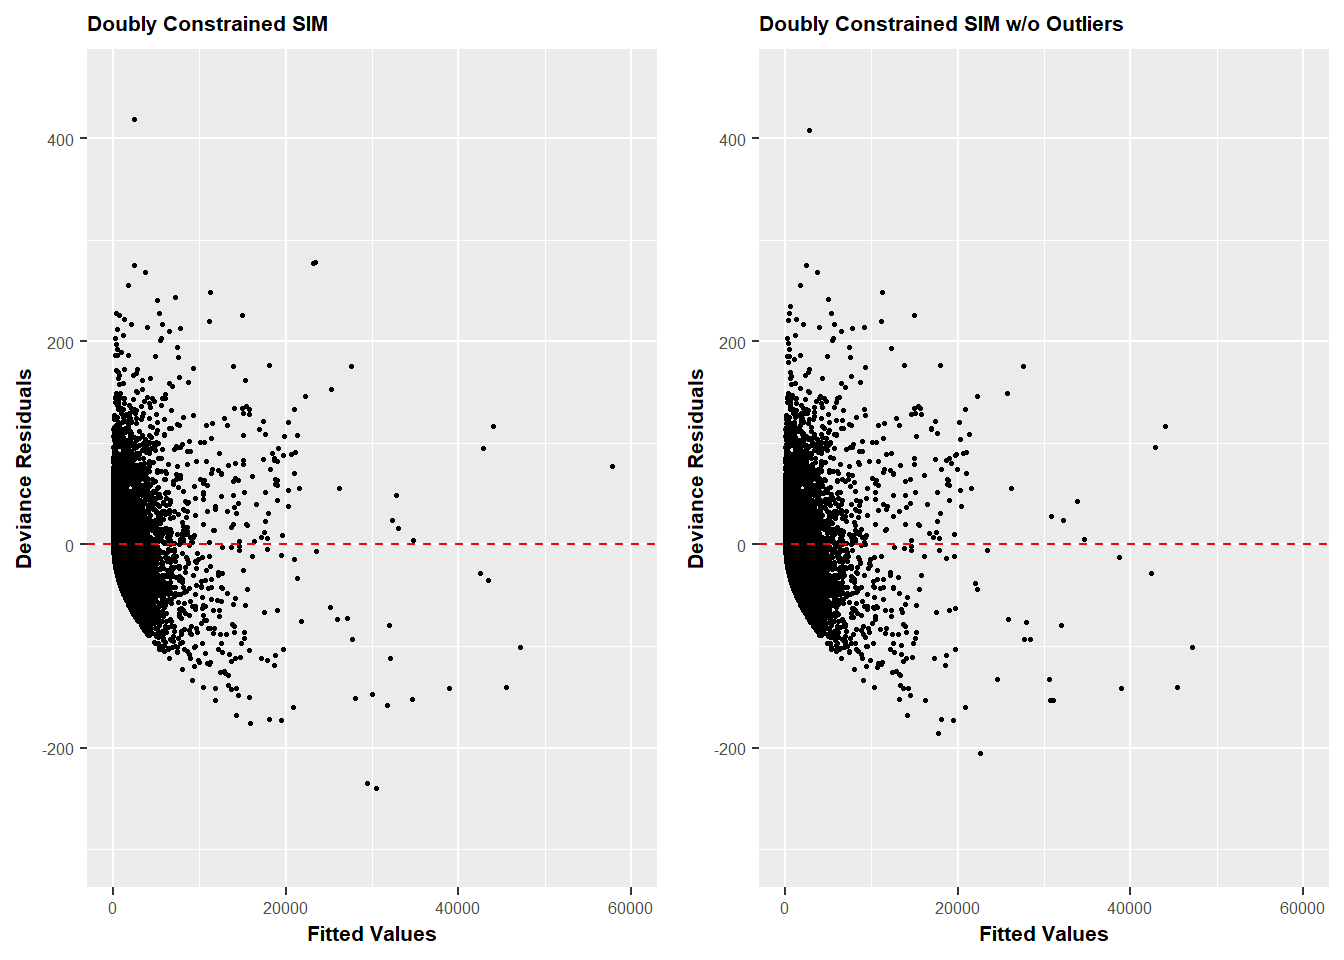 Doubly Constrained SIM
400
200
0
-200
Deviance Residuals
0
20000
40000
60000
Fitted Values
Doubly Constrained SIM w/o Outliers
400
200
0
-200
Deviance Residuals
0
20000
40000
60000
Fitted Values